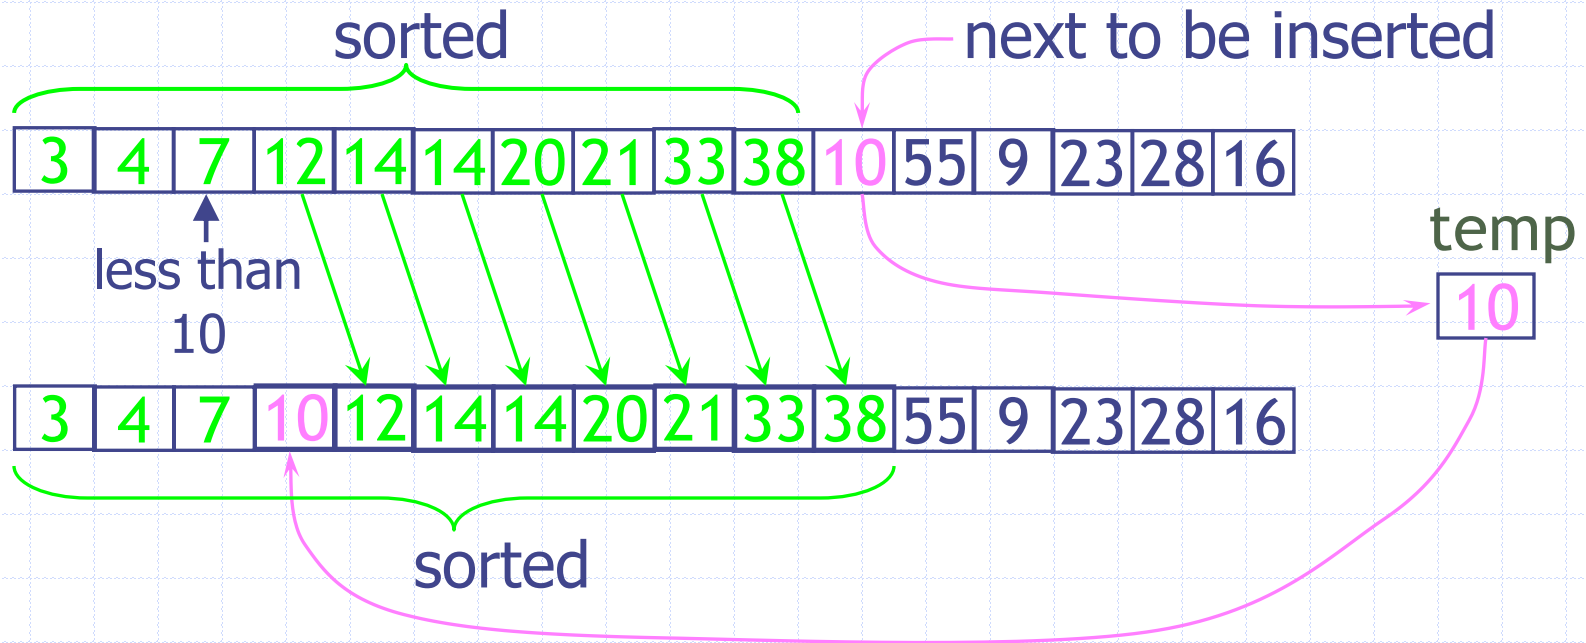 sorted
next to be inserted
3 4 7 12 14 14 20 21 33 38 10 55 9 23 28 16
temp
less than
10
10
3 4 7 10 12 14 14 20 21 33 38 55 9 23 28 16
sorted